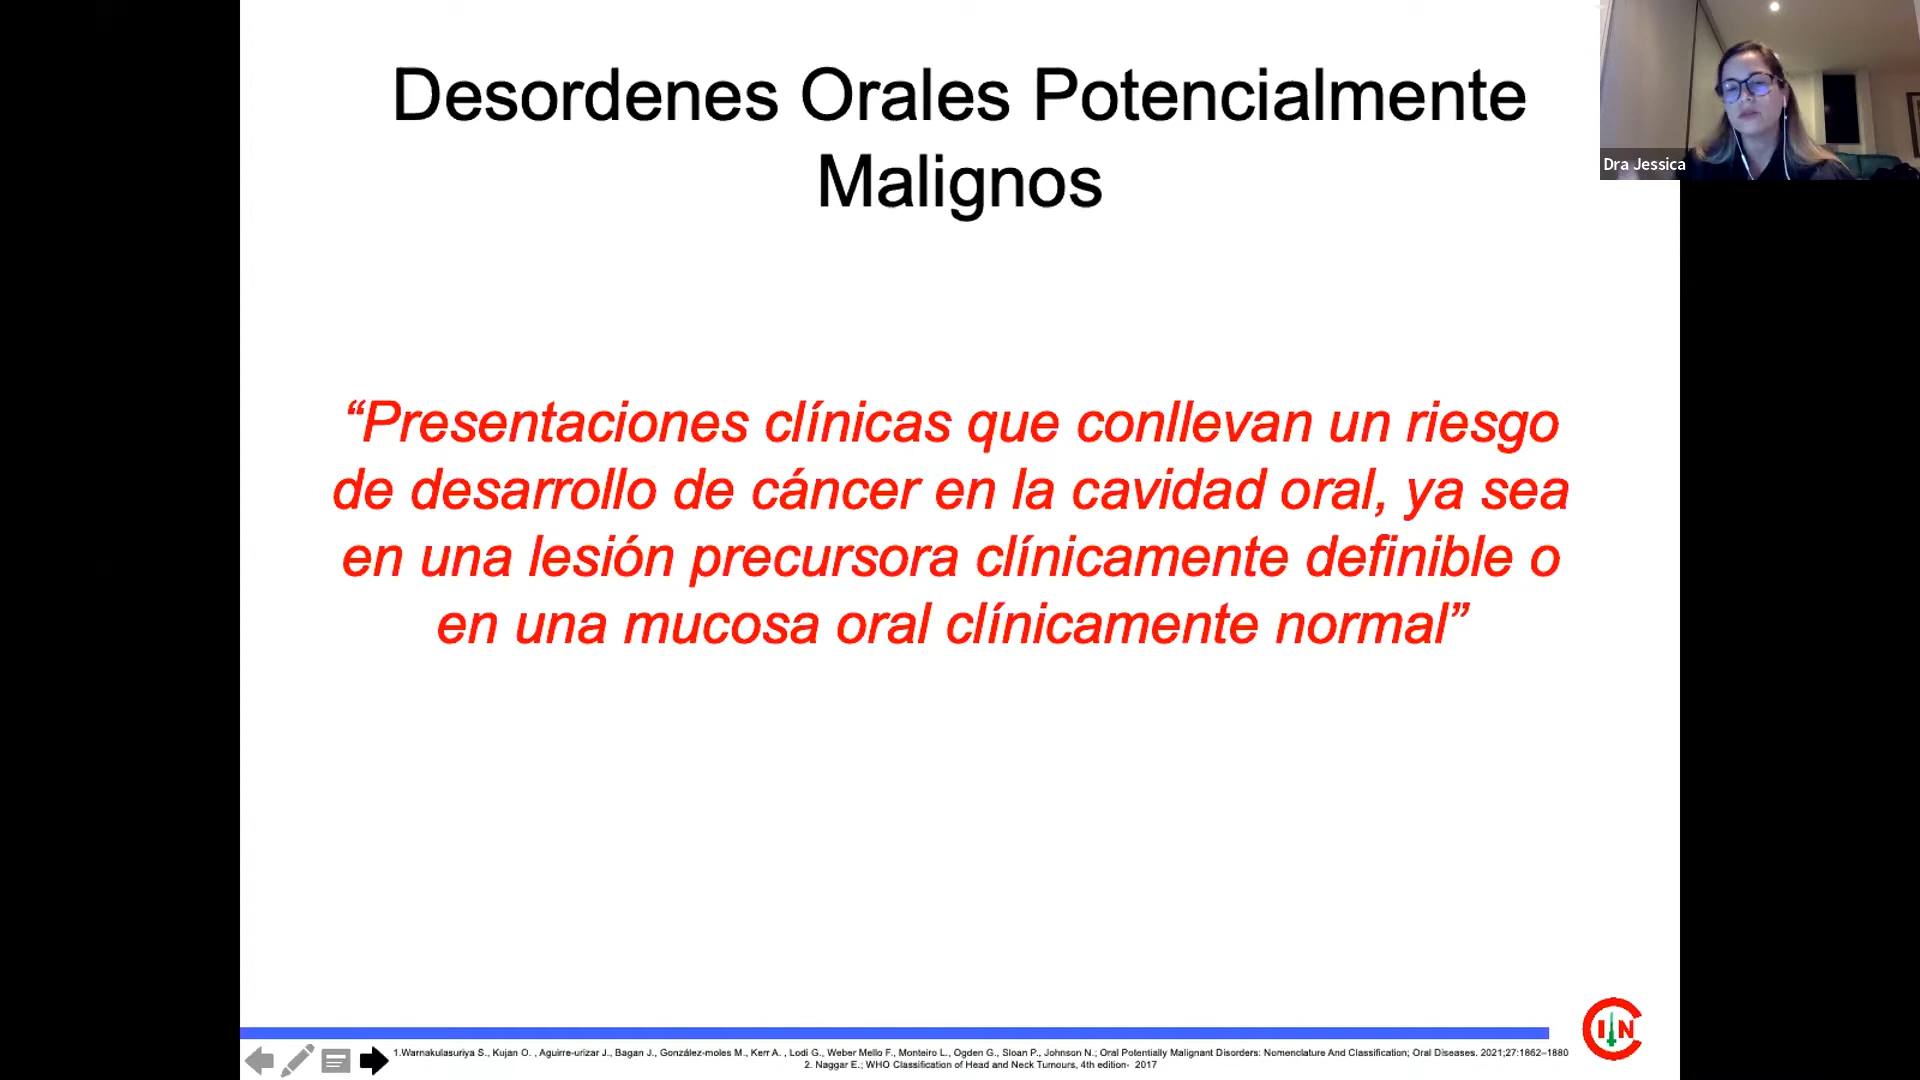 Desordenes Orales Potencialmente
Malignos
Dra Jessica
“Presentaciones clínicas que conllevan un riesgo
de desarrollo de cáncer en la cavidad oral, ya sea
en una lesión precursora clínicamente definible o
en una mucosa oral clínicamente normal”
1.Warnakulasuriya S., Kujan O. , Aguirre-urizar J., Bagan J., González-moles M., Kerr A. , Lodi G., Weber Mello F., Monteiro L., Ogden G., Sloan P., Johnson N.; Oral Potentially Malignant Disorders: Nomenclature And Classification; Oral Diseases. 2021;27:1862–1880
2. Naggar E.; WHO Classification of Head and Neck Tumours, 4th edition- 2017
CIN